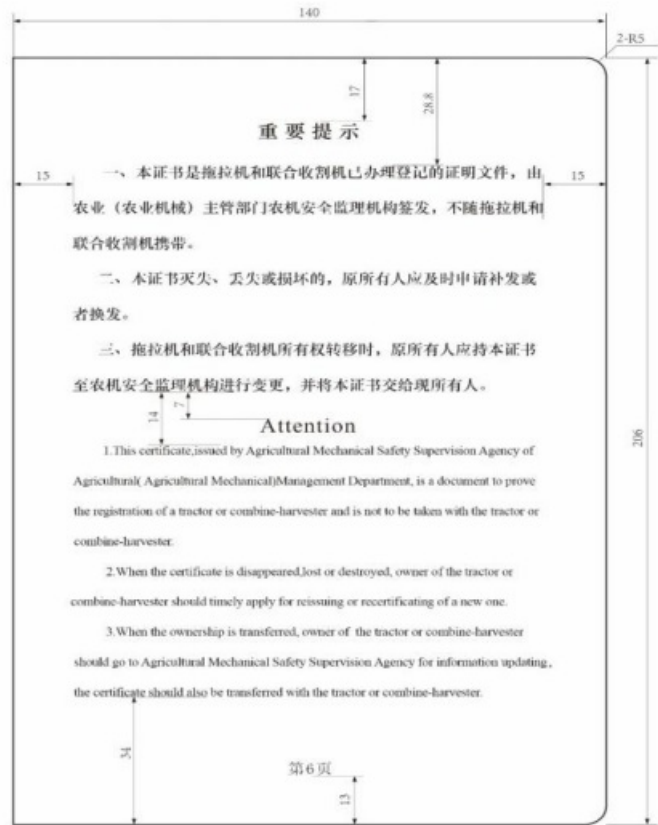 140
2-R5
17
28.8
重要提示
15
15
一、本证书是拖拉机和联合收割机已办理登记的证明文件，由
农业（农业机械）主管部门农机安全监理机构签发，不随拖拉机和
联合收割机携带。
二、本证书灭失、丢失或损坏的，原所有人应及时申请补发或
者换发。
三、拖拉机和联合收割机所有权转移时，原所有人应持本证书
至农机安全监理机构进行变更，并将本证书交给现所有人。
14
7
Attention
206
1.This certificate,issued by Agricultural Mechanical Safety Supervision Agency of
Agricultural( Agricultural Mechanical)Management Department, is a document to prove
the registration of a tractor or combine-harvester and is not to be taken with the tractor or
combine-harvester.
2.When the certificate is disappeared,lost or destroyed, owner of the tractor or
combine-harvester should timely apply for reissuing or recertificating of a new one.
3.When the ownership is transferred, owner of the tractor or combine-harvester
should go to Agricultural Mechanical Safety Supervision Agency for information updating,
the certificate should also be transferred with the tractor or combine-harvester.
34
第6页
13